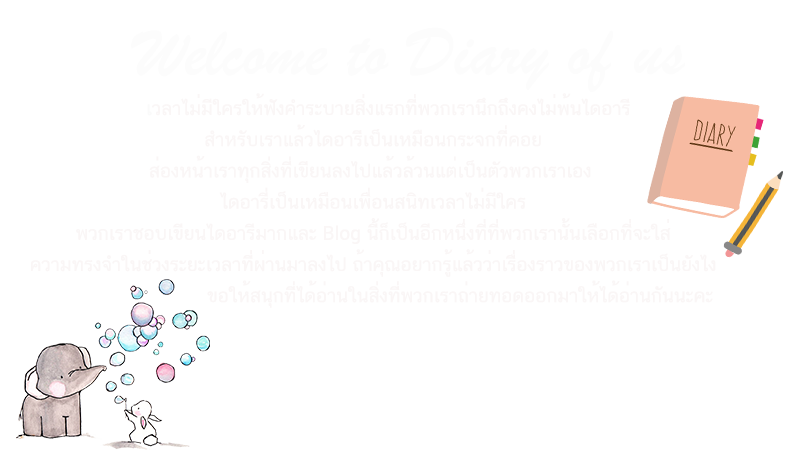 Welcome to Diary of us
เวลาไม่มีใครให้ฟังคำระบายสิ่งแรกที่พวกเรานึกถึงคงไม่พ้นไดอารี่
สำหรับเราแล้วไดอารี่เป็นเหมือนกระจกที่คอย
ส่องหน้าเราทุกสิ่งที่เขียนลงไปแล้วล้วนแต่เป็นตัวพวกเราเอง
ไดอารี่เป็นเหมือนเพื่อนสนิทเวลาไม่มีใคร
พวกเราชอบเขียนไดอารี่มากและ Blog นี้ก็เป็นอีกหนึ่งที่ที่พวกเรานั้นเลือกที่จะใส่
ความทรงจำในช่วงระยะเวลาที่ผ่านมาลงไป ถ้าคุณอยากรู้แล้วว่าเรื่องราวของพวกเราเป็นยังไง
ขอให้สนุกที่ได้อ่านในสิ่งที่พวกเราถ่ายทอดออกมาให้ได้อ่านกันนะคะ
DIARY